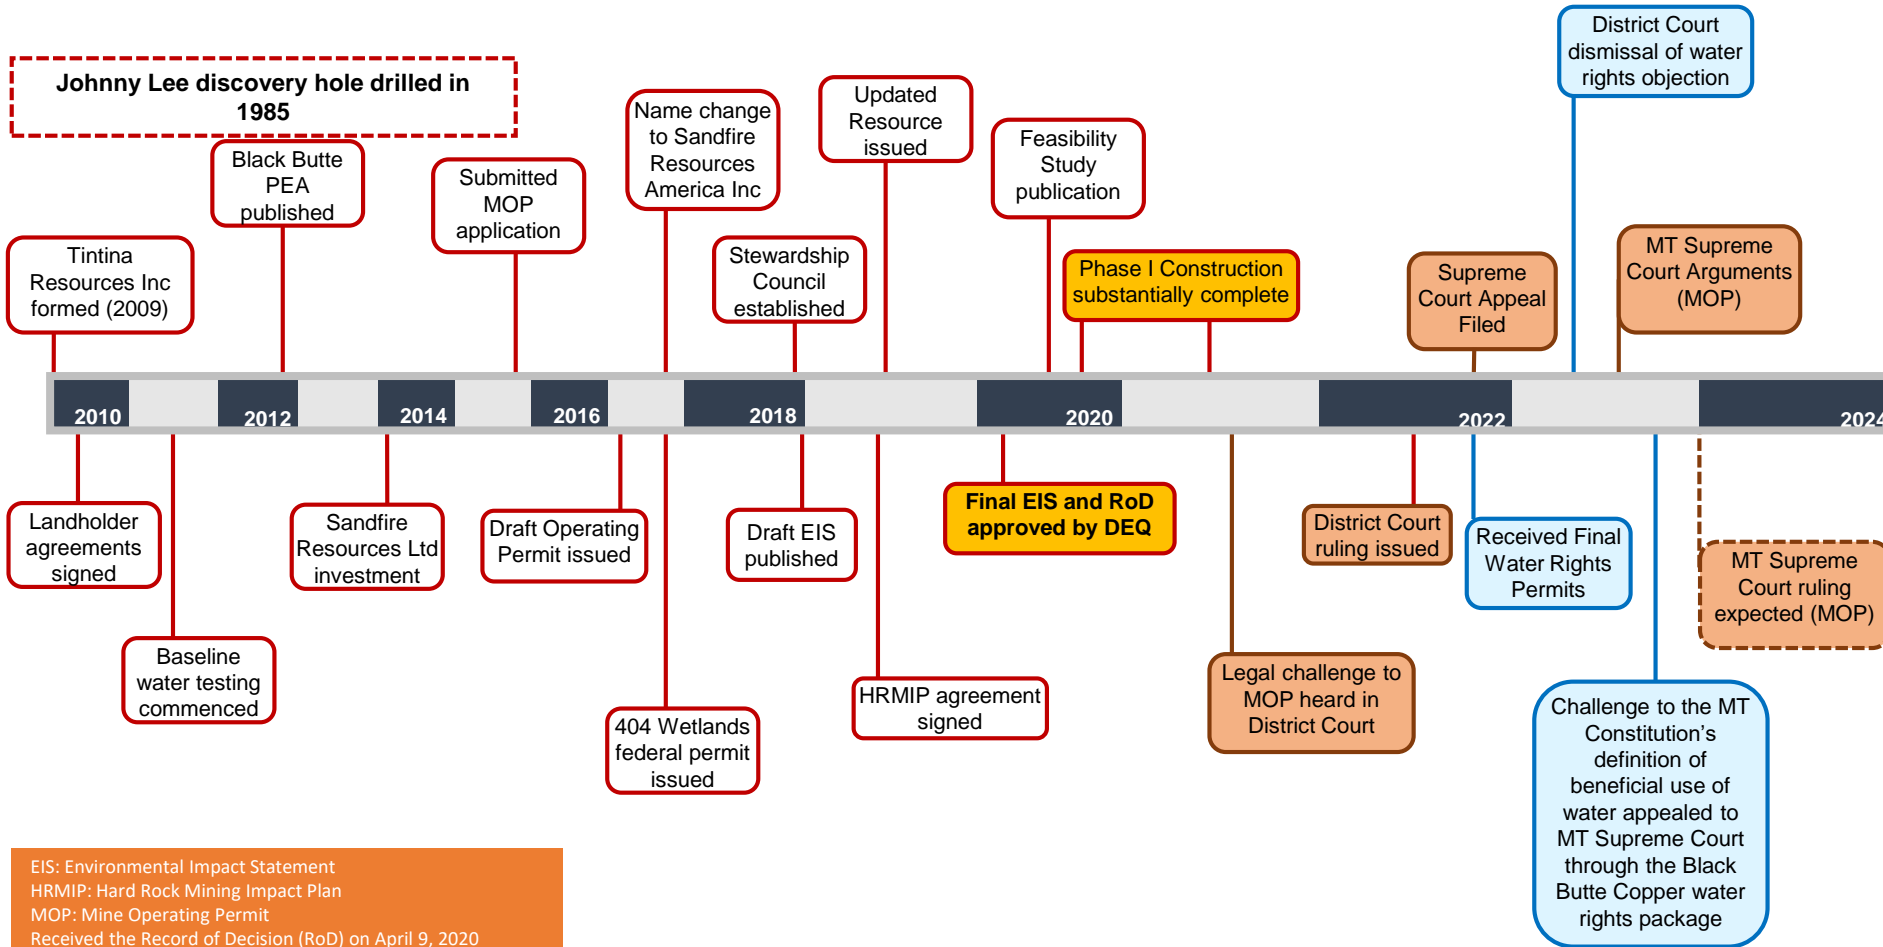 Johnny Lee discovery hole drilled in
1985
Tintina
Resources Inc
formed (2009)
Black Butte
PEA
published
Submitted
MOP
application
Name change
to Sandfire
Resources
America Inc
Stewardship
Council
established
Updated
Resource
issued
Feasibility
Study
publication
Phase I Construction
substantially complete
Supreme
Court Appeal
Filed
District Court
dismissal of water
rights objection
MT Supreme
Court Arguments
(MOP)
2010
2012
2014
2016
2018
2020
2022
2024
Landholder
agreements
signed
Baseline
water testing
commenced
Sandfire
Resources Ltd
investment
Draft Operating
Permit issued
404 Wetlands
federal permit
issued
Draft EIS
published
HRMIP agreement
signed
Final EIS and RoD
approved by DEQ
Legal challenge to
MOP heard in
District Court
District Court
ruling issued
Received Final
Water Rights
Permits
Challenge to the MT
Constitution’s
definition of
beneficial use of
water appealed to
MT Supreme Court
through the Black
Butte Copper water
rights package
MT Supreme
Court ruling
expected (MOP)
EIS: Environmental Impact Statement
HRMIP: Hard Rock Mining Impact Plan
MOP: Mine Operating Permit
Received the Record of Decision (RoD) on April 9, 2020